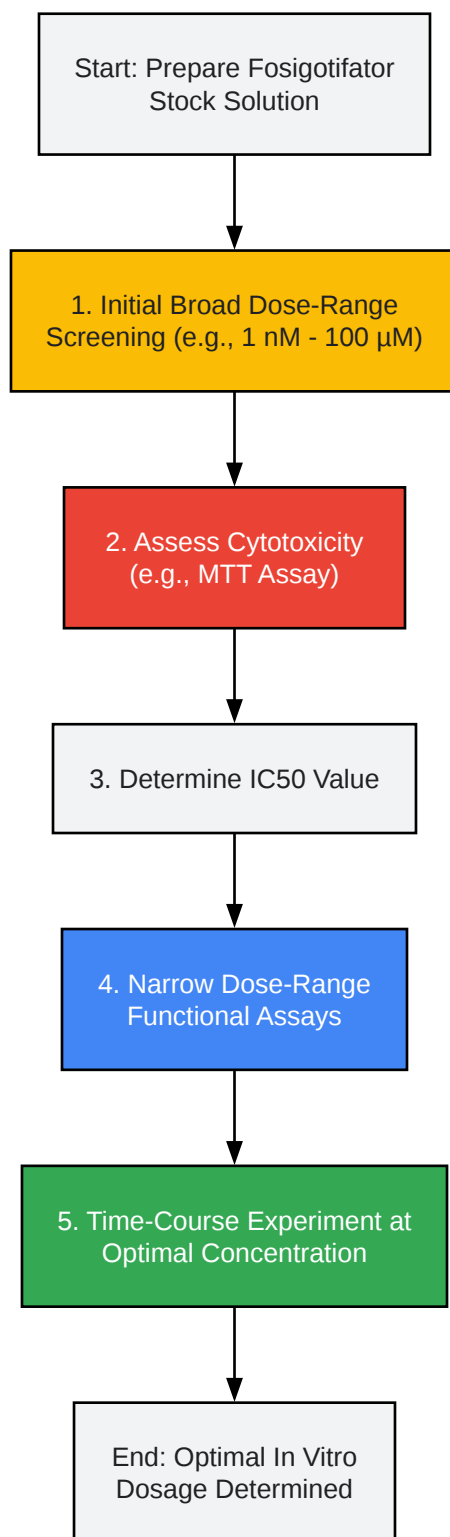 Start: Prepare Fosigotifator
Stock Solution
1. Initial Broad Dose-Range
Screening (e.g., 1 nM - 100 µM)
2. Assess Cytotoxicity
(e.g., MTT Assay)
3. Determine IC50 Value
4. Narrow Dose-Range
Functional Assays
5. Time-Course Experiment at
Optimal Concentration
End: Optimal In Vitro
Dosage Determined